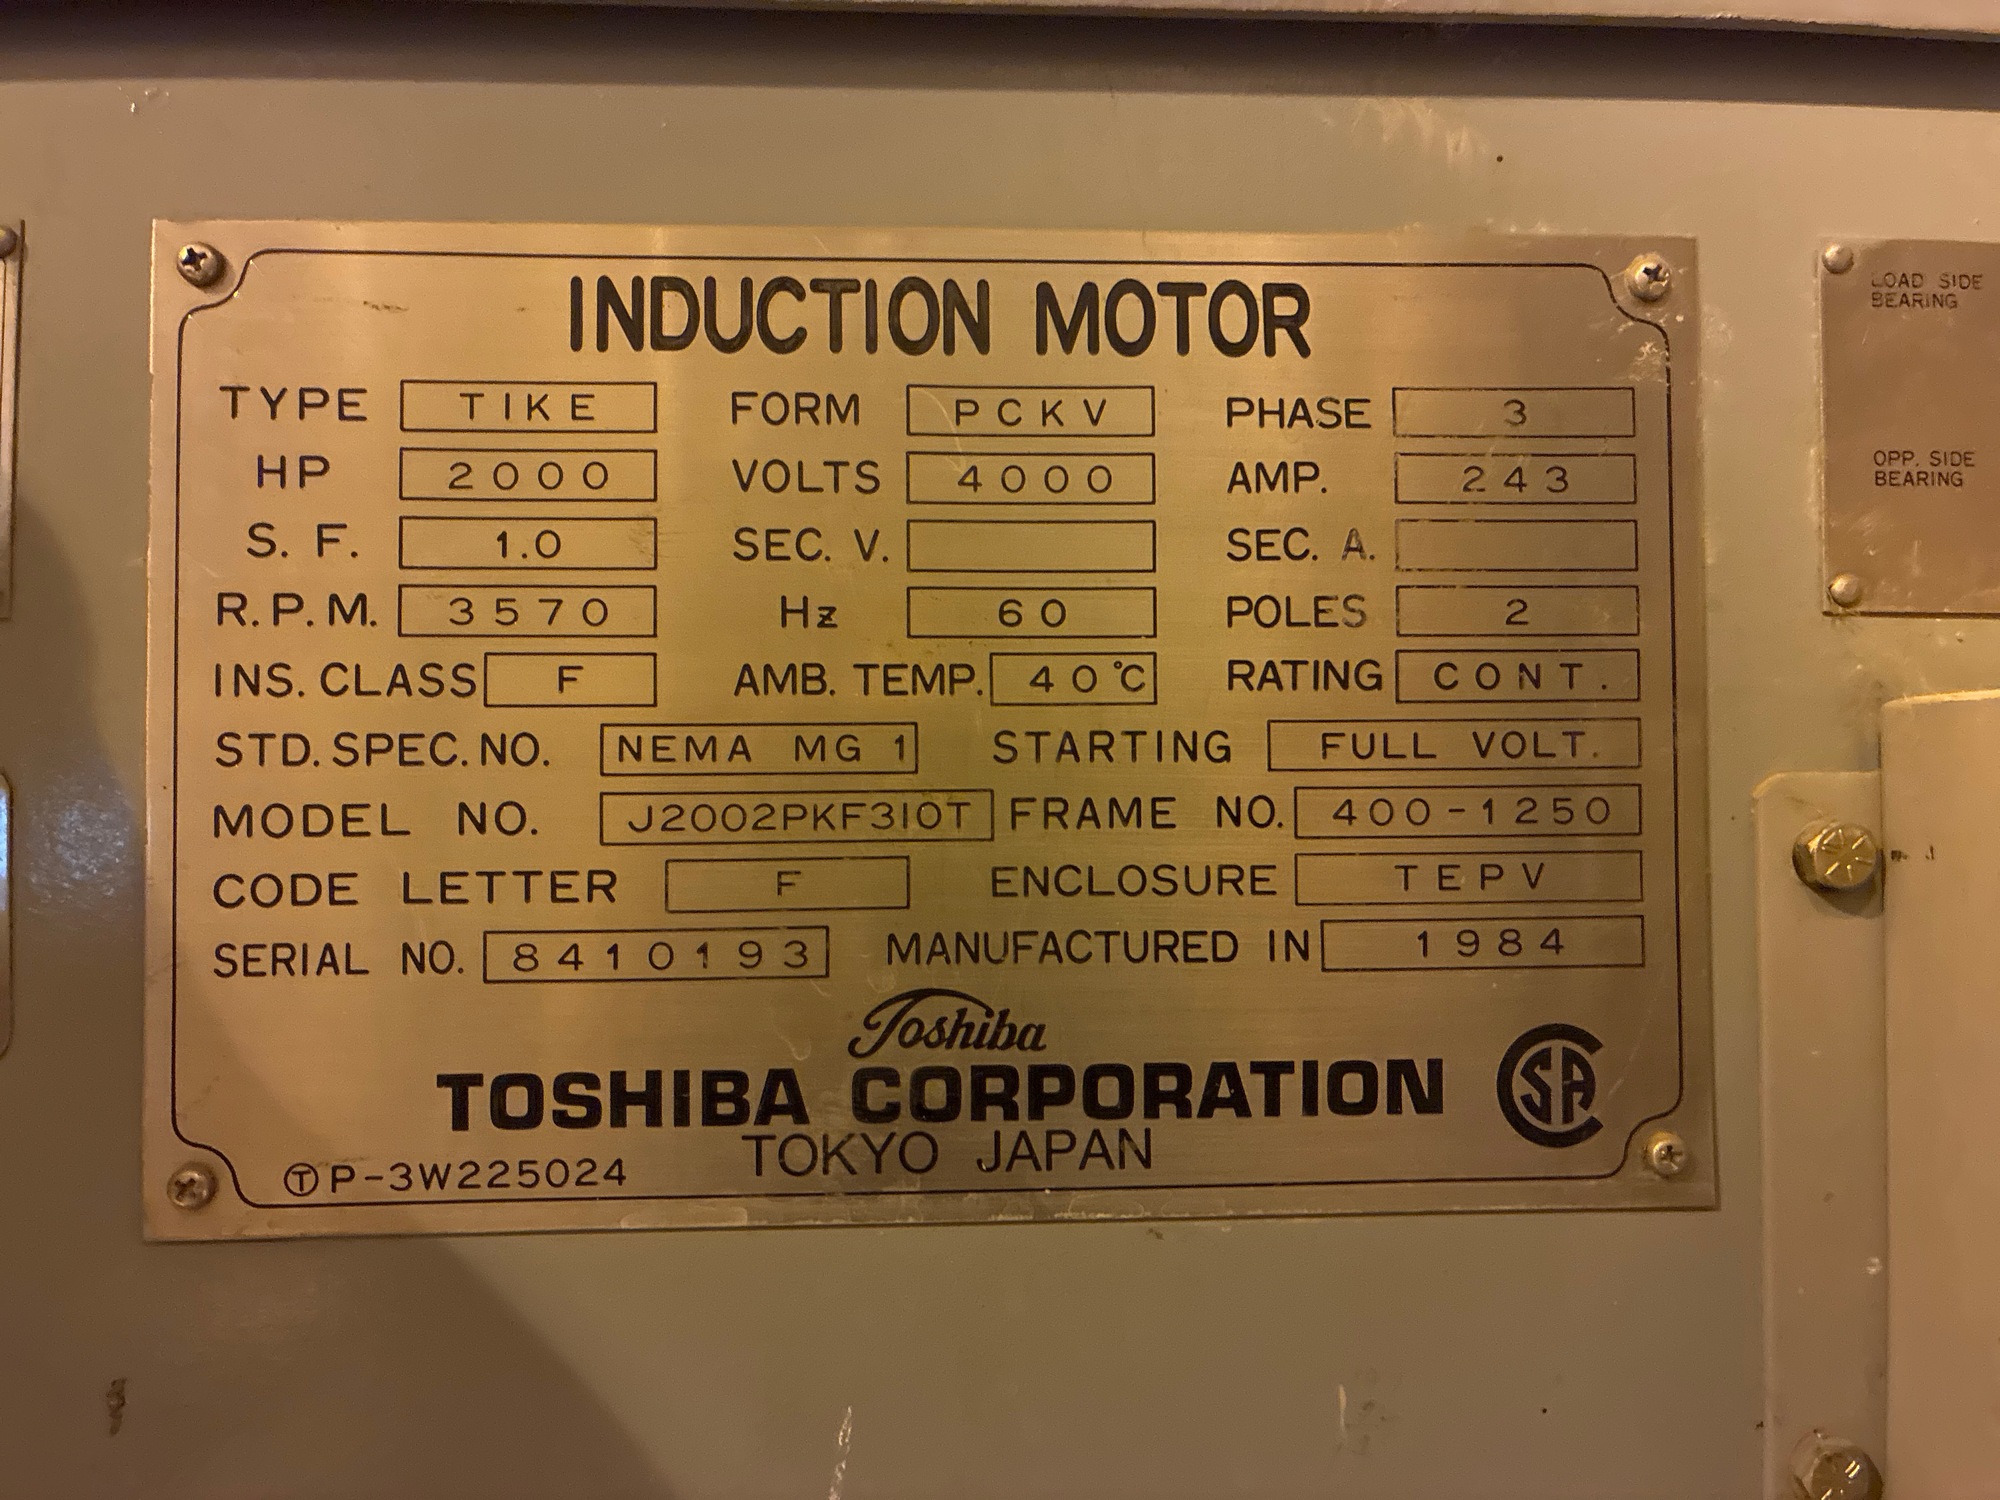 INDUCTION MOTOR
TYPE TIKE FORM PCKV PHASE 3
HP 2000 VOLTS 4000 AMP. 243
S. F. 1.0 SEC. V. SEC. A.
R.P.M. 3570 Hz 60 POLES 2
INS. CLASS F AMB. TEMP. 40℃ RATING CONT.
STD. SPEC. NO. NEMA MG 1 STARTING FULL VOLT.
MODEL NO. J2002PKF310T FRAME NO. 400-1250
CODE LETTER F ENCLOSURE TEPV
SERIAL NO. 8410193 MANUFACTURED IN 1984
Toshiba
TOSHIBA CORPORATION
CSA
TOKYO JAPAN
ⓉP-3W225024
LOAD SIDE
BEARING
OPP. SIDE
BEARING